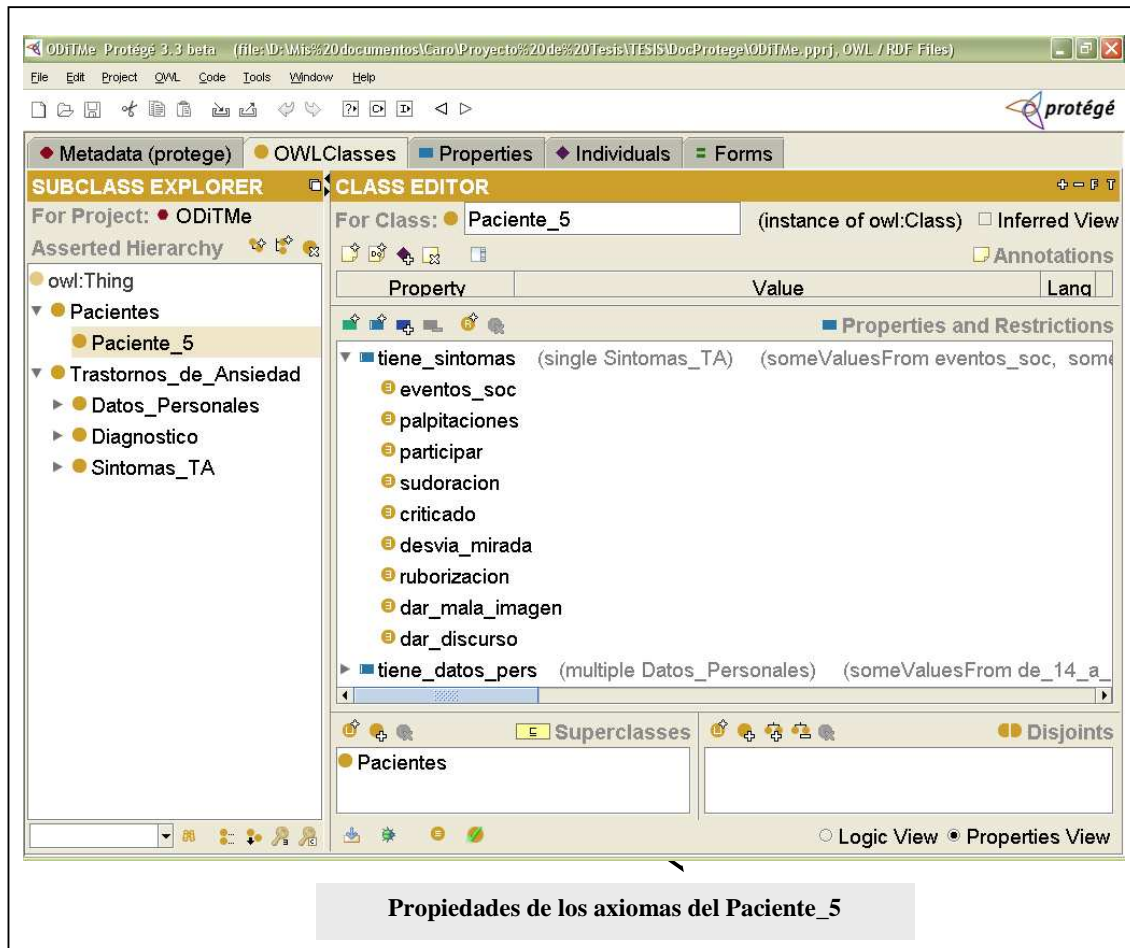 ODiTMe Protégé 3.3 beta (file:\D:\Mis%20documentos\Caro\Proyecto%20de%20Tesis\TESIS\DocProtege\ODiTMe.pprj, OWL / RDF Files)
File Edit Project OWL Code Tools Window Help
protégé
Metadata (protege) OWLClasses Properties Individuals Forms
SUBCLASS EXPLORER
For Project: ODiTMe
Asserted Hierarchy
owl:Thing
Pacientes
Paciente_5
Trastornos_de_Ansiedad
Datos_Personales
Diagnostico
Sintomas_TA
CLASS EDITOR
For Class: Paciente_5 (instance of owl:Class) Inferred View
Annotations
Property Value Lang
Properties and Restrictions
tiene_sintomas (single Sintomas_TA) (someValuesFrom eventos_soc, some
eventos_soc
palpitaciones
participar
sudoracion
criticado
desvia_mirada
ruborizacion
dar_mala_imagen
dar_discurso
tiene_datos_pers (multiple Datos_Personales) (someValuesFrom de_14_a_
Superclasses
Pacientes
Disjoints
Logic View Properties View
Propiedades de los axiomas del Paciente_5